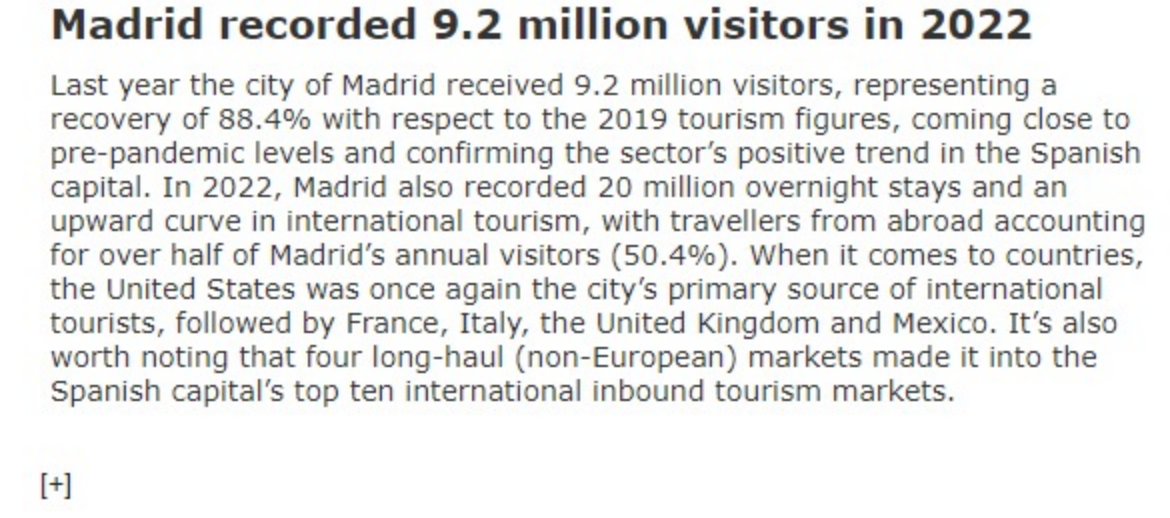 Madrid recorded 9.2 million visitors in 2022
Last year the city of Madrid received 9.2 million visitors, representing a
recovery of 88.4% with respect to the 2019 tourism figures, coming close to
pre-pandemic levels and confirming the sector’s positive trend in the Spanish
capital. In 2022, Madrid also recorded 20 million overnight stays and an
upward curve in international tourism, with travellers from abroad accounting
for over half of Madrid’s annual visitors (50.4%). When it comes to countries,
the United States was once again the city’s primary source of international
tourists, followed by France, Italy, the United Kingdom and Mexico. It’s also
worth noting that four long-haul (non-European) markets made it into the
Spanish capital’s top ten international inbound tourism markets.
[+]